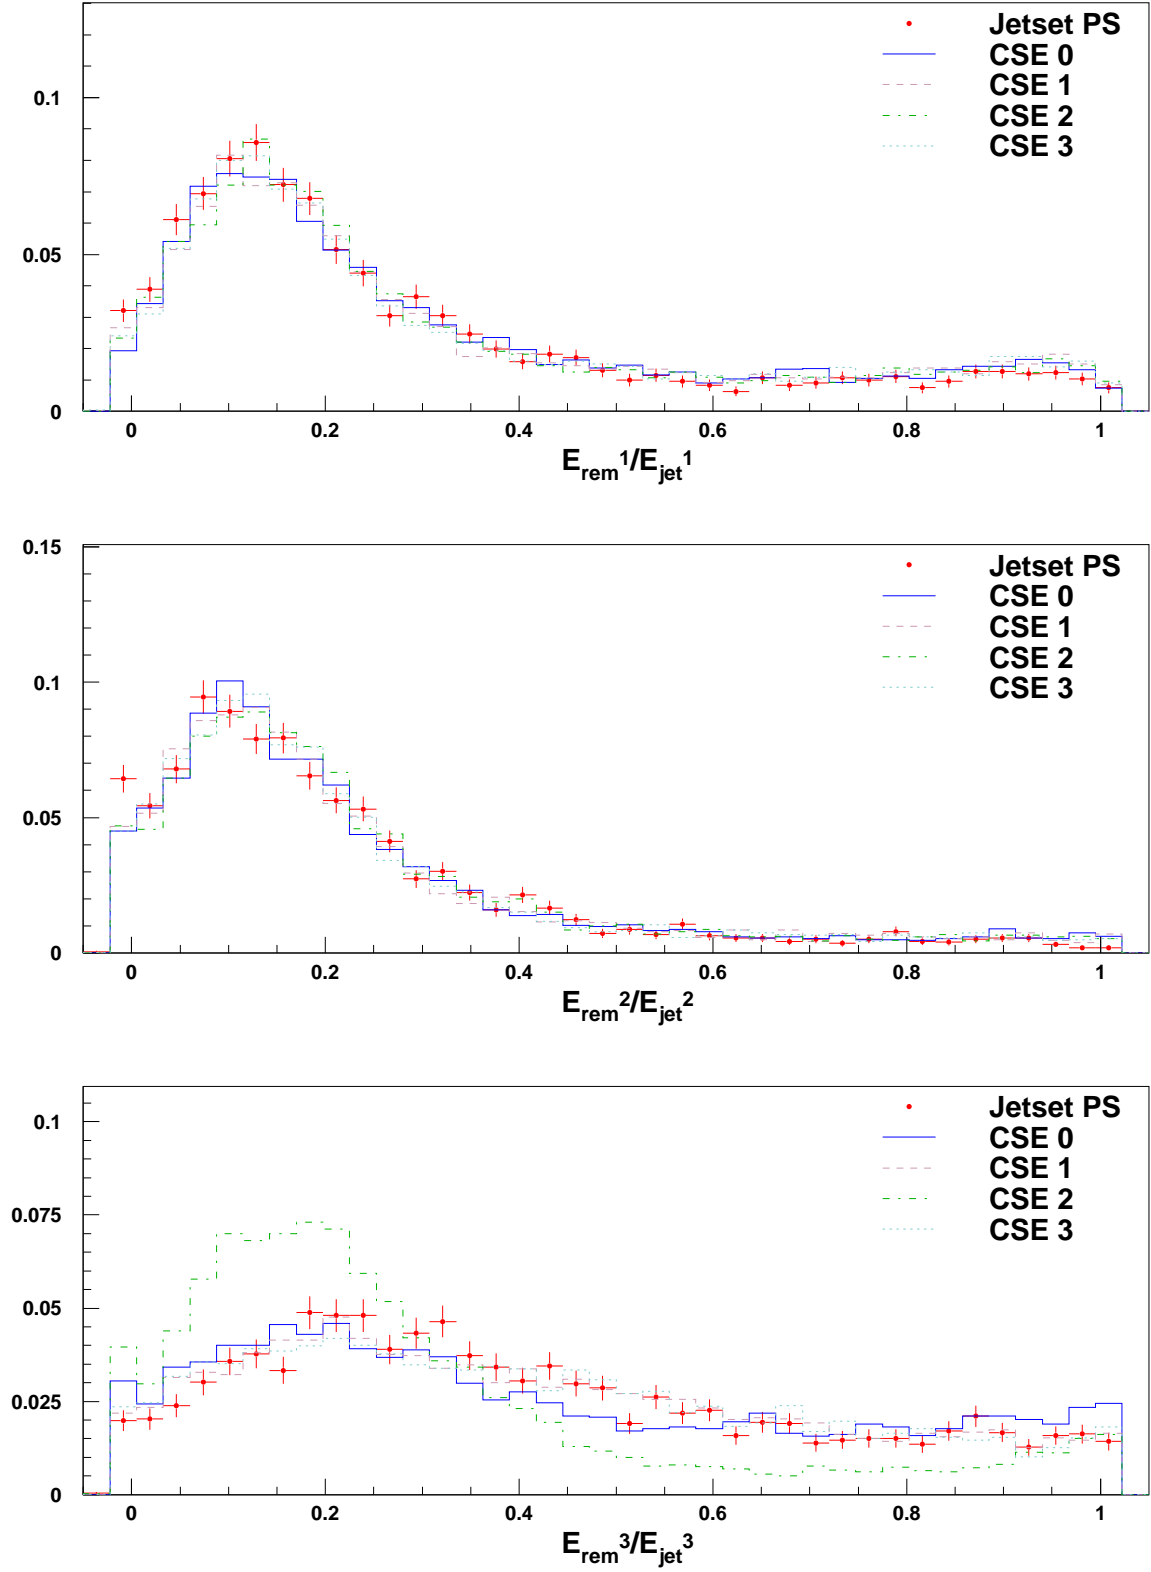 Jetset PS
CSE 0
CSE 1
CSE 2
CSE 3
0.1
0.05
0
0 0.2 0.4 0.6 0.8 1
E_rem^1/E_jet^1
0.15
Jetset PS
CSE 0
CSE 1
CSE 2
CSE 3
0.1
0.05
0
0 0.2 0.4 0.6 0.8 1
E_rem^2/E_jet^2
Jetset PS
0.1
CSE 0
CSE 1
CSE 2
CSE 3
0.075
0.05
0.025
0
0 0.2 0.4 0.6 0.8 1
E_rem^3/E_jet^3